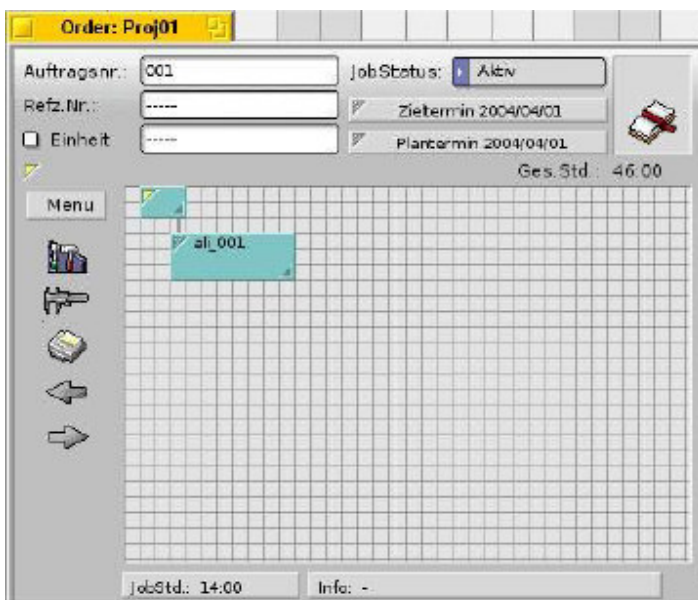 Order: Proj01
Auftragsnr.: 001
JobStatus: Aktiv
Refz.Nr.: -----
Zieltermin 2004/04/01
Einheit -----
Plantermin 2004/04/01
Ges.Std.: 46:00
Menu
ali_001
JobStd.: 14:00
Info: -